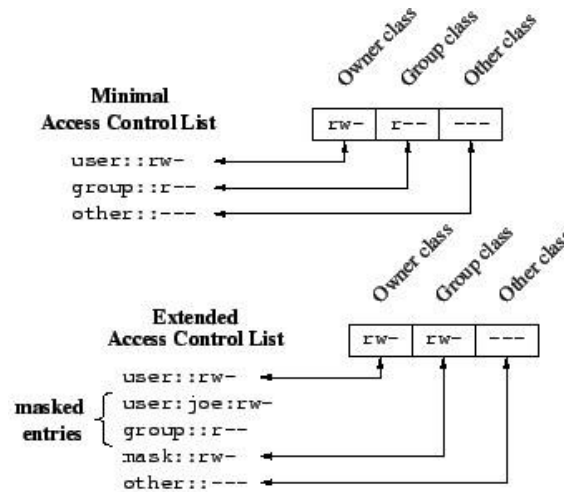 Owner class
Group class
Other class
Minimal
Access Control List
rw- r-- ---
user::rw-
group::r--
other::---
Owner class
Group class
Other class
Extended
Access Control List
rw- rw- ---
user::rw-
masked
entries
user:joe:rw-
group::r--
mask::rw-
other::---